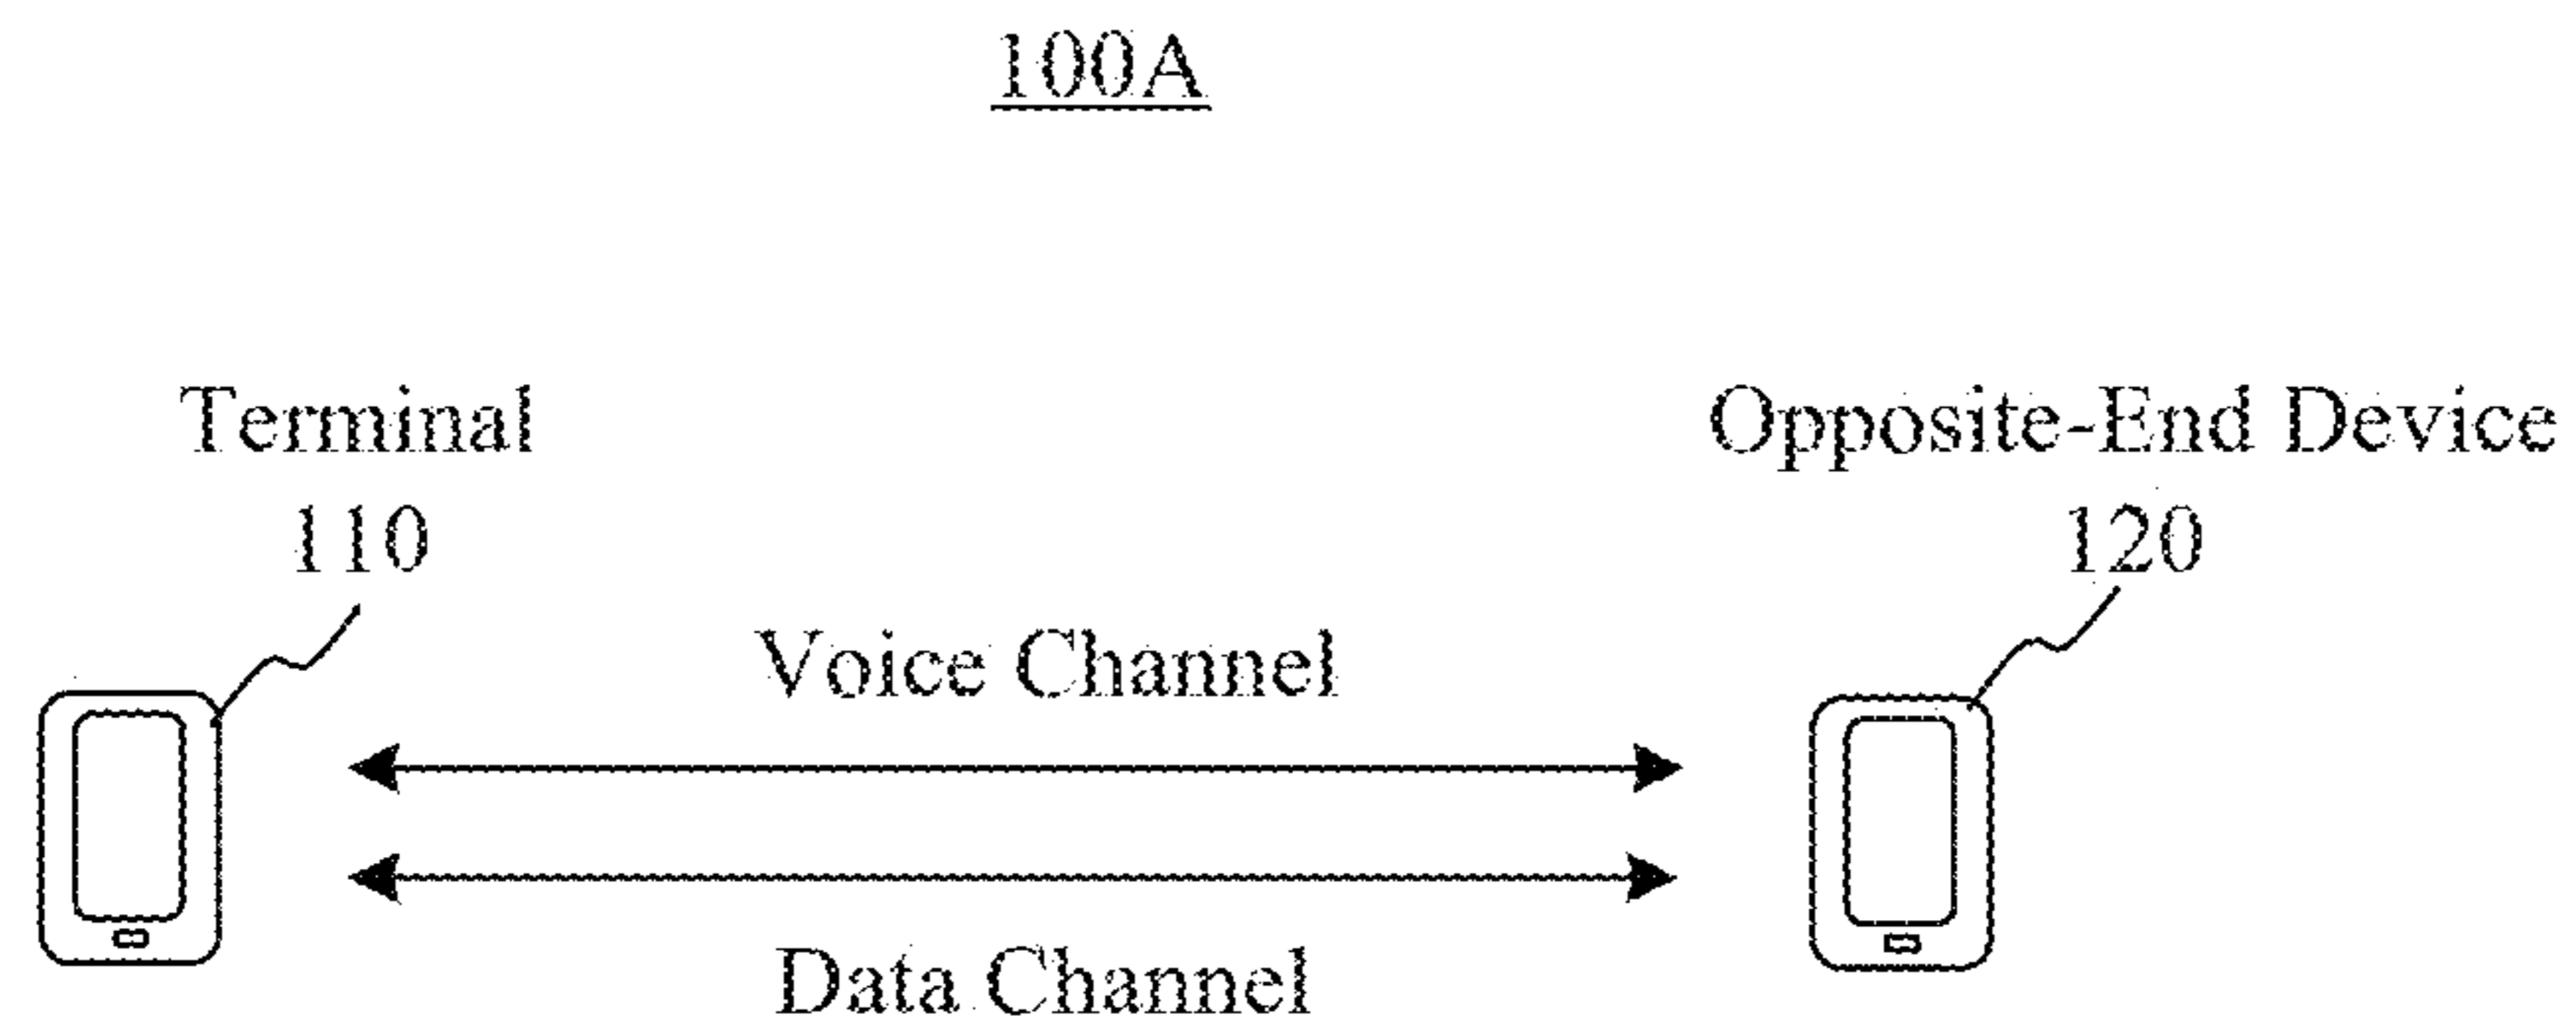 100A
Terminal
110
Opposite-End Device
120
Voice Channel
Data Channel